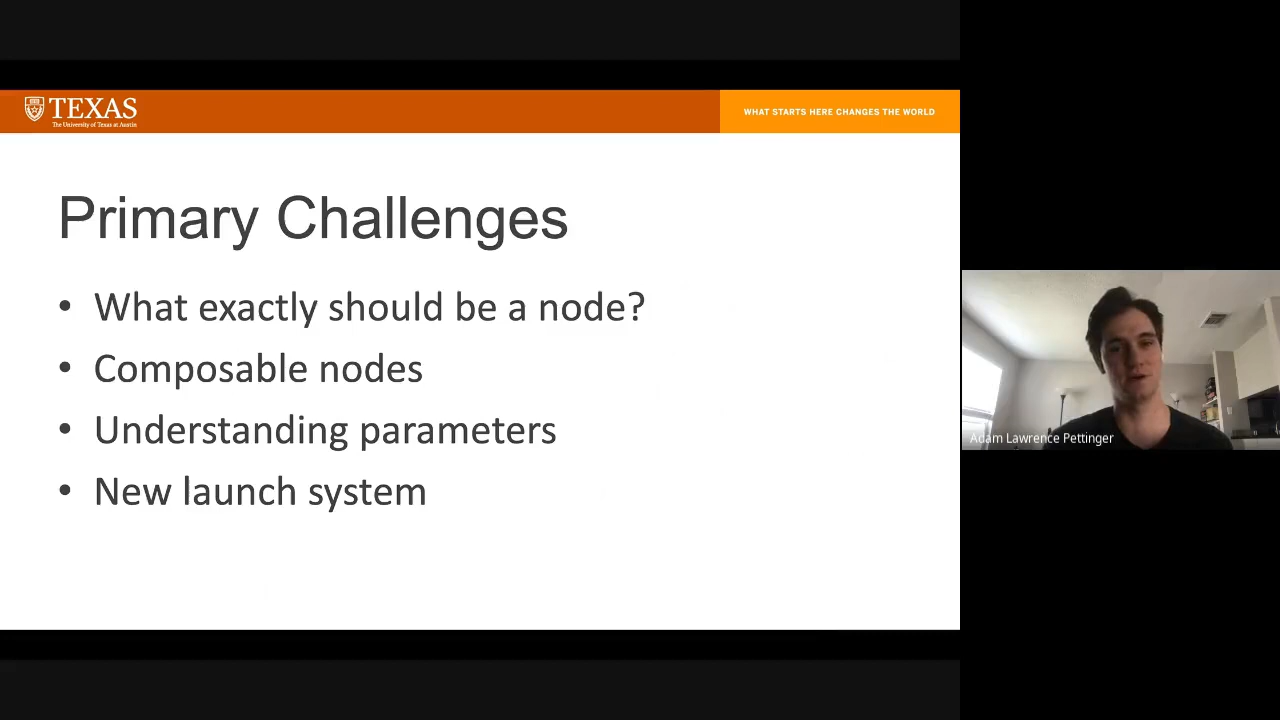 TEXAS
The University of Texas at Austin
WHAT STARTS HERE CHANGES THE WORLD
Primary Challenges
• What exactly should be a node?
• Composable nodes
• Understanding parameters
• New launch system
Adam Lawrence Pettinger